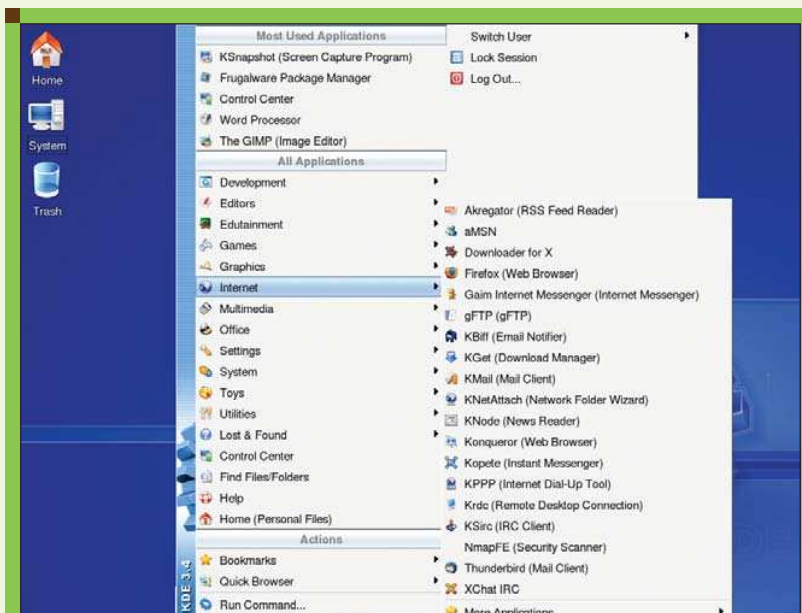 Home
System
Trash
Most Used Applications
KSnapshot (Screen Capture Program)
Frugalware Package Manager
Control Center
Word Processor
The GIMP (Image Editor)
All Applications
Development
Editors
Edutainment
Games
Graphics
Internet
Multimedia
Office
Settings
System
Toys
Utilities
Lost & Found
Control Center
Find Files/Folders
Help
Home (Personal Files)
Actions
Bookmarks
Quick Browser
Run Command...
KDE 3.4
Switch User
Lock Session
Log Out...
Akregator (RSS Feed Reader)
aMSN
Downloader for X
Firefox (Web Browser)
Gaim Internet Messenger (Internet Messenger)
gFTP (gFTP)
KBiff (Email Notifier)
KGet (Download Manager)
KMail (Mail Client)
KNetAttach (Network Folder Wizard)
KNode (News Reader)
Konqueror (Web Browser)
Kopete (Instant Messenger)
KPPP (Internet Dial-Up Tool)
Krdc (Remote Desktop Connection)
KSirc (IRC Client)
NmapFE (Security Scanner)
Thunderbird (Mail Client)
XChat IRC
More Applications